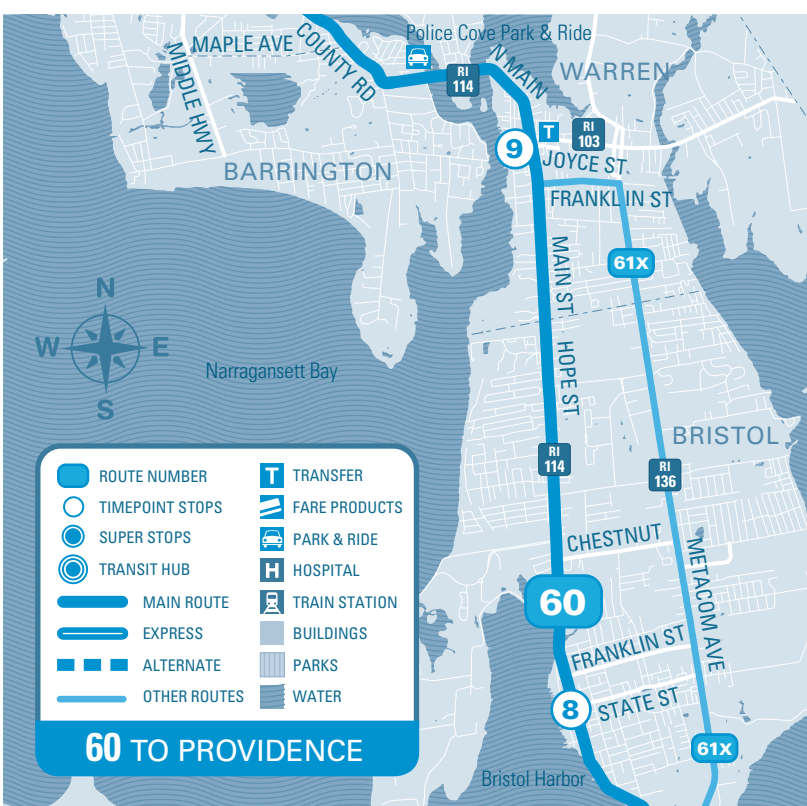 Police Cove Park & Ride
MAPLE AVE
COUNTY RD
N MAIN
MIDDLE HWY
RI
114
WARREN
T
RI
103
9
JOYCE ST
BARRINGTON
FRANKLIN ST
MAIN ST
61X
N
W E
S
Narragansett Bay
HOPE ST
BRISTOL
RI
114
RI
136
ROUTE NUMBER
TIMEPOINT STOPS
SUPER STOPS
TRANSIT HUB
MAIN ROUTE
EXPRESS
ALTERNATE
OTHER ROUTES
T TRANSFER
FARE PRODUCTS
PARK & RIDE
H HOSPITAL
TRAIN STATION
BUILDINGS
PARKS
WATER
60 TO PROVIDENCE
CHESTNUT
METACOM AVE
60
FRANKLIN ST
8
STATE ST
61X
Bristol Harbor